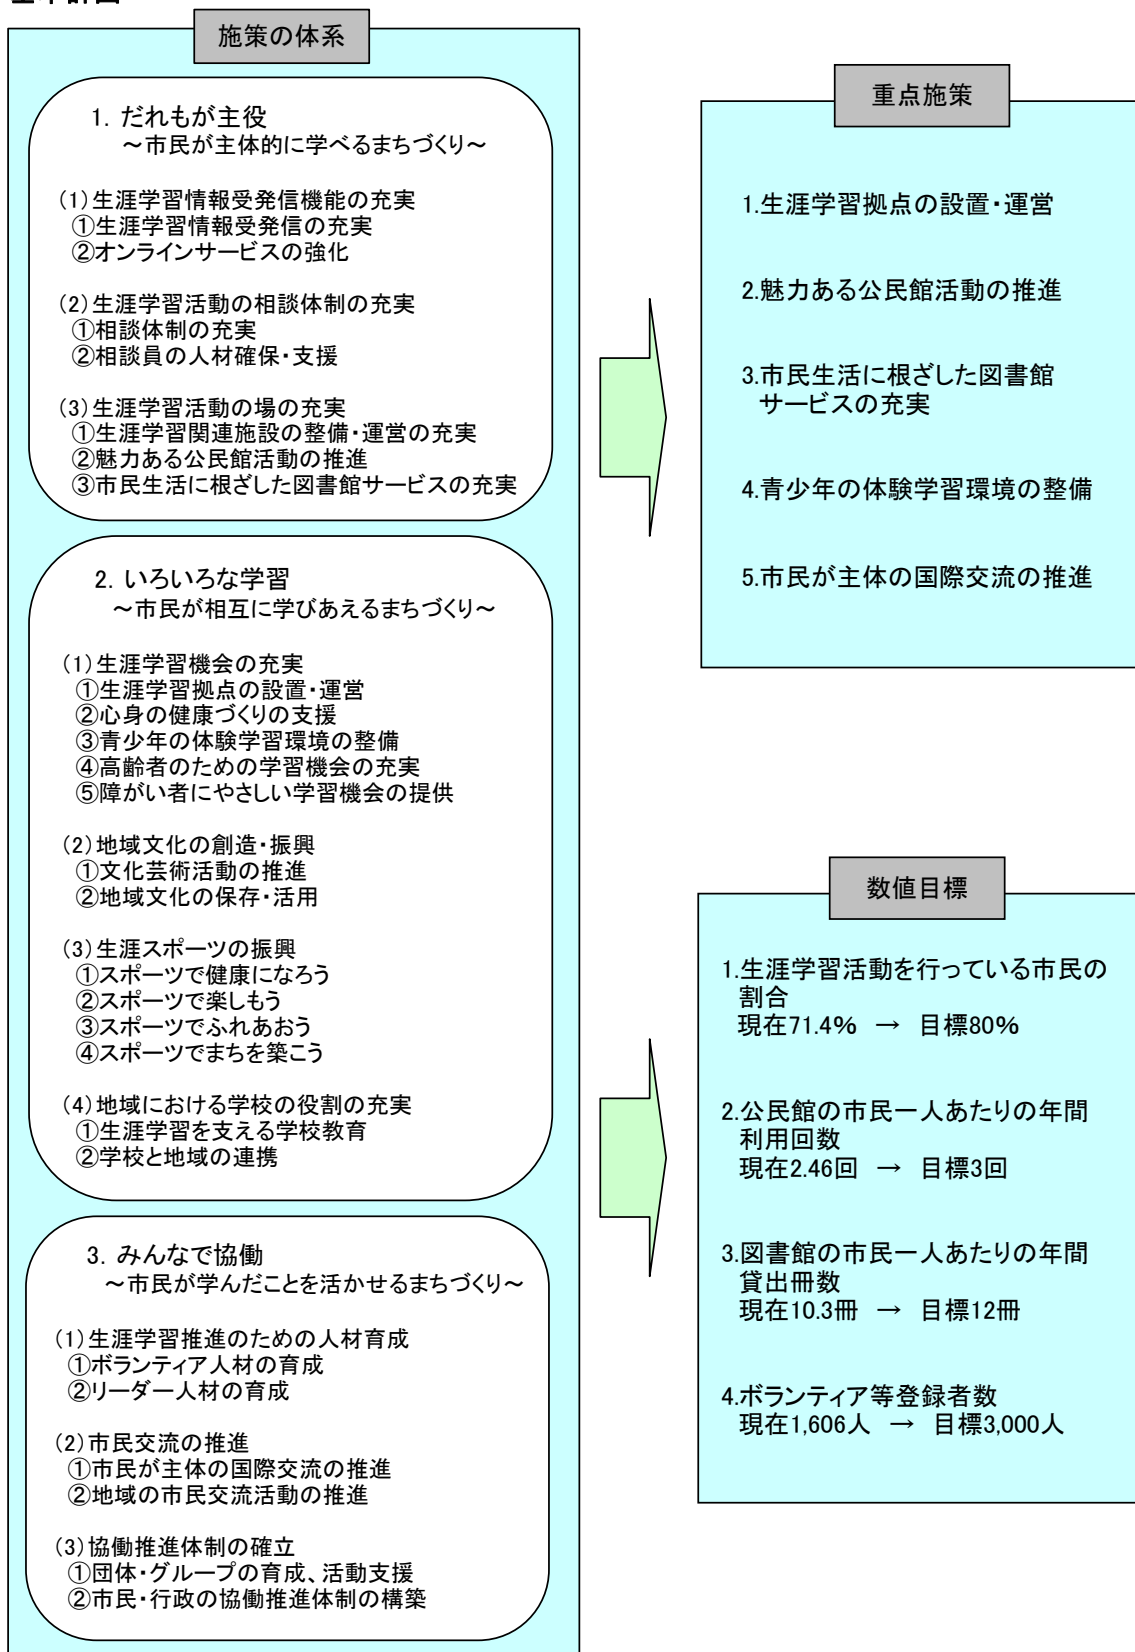 施策の体系
1．だれもが主役
～市民が主体的に学べるまちづくり～
(1)生涯学習情報受発信機能の充実
①生涯学習情報受発信の充実
②オンラインサービスの強化
(2)生涯学習活動の相談体制の充実
①相談体制の充実
②相談員の人材確保・支援
(3)生涯学習活動の場の充実
①生涯学習関連施設の整備・運営の充実
②魅力ある公民館活動の推進
③市民生活に根ざした図書館サービスの充実
2．いろいろな学習
～市民が相互に学びあえるまちづくり～
(1)生涯学習機会の充実
①生涯学習拠点の設置・運営
②心身の健康づくりの支援
③青少年の体験学習環境の整備
④高齢者のための学習機会の充実
⑤障がい者にやさしい学習機会の提供
(2)地域文化の創造・振興
①文化芸術活動の推進
②地域文化の保存・活用
(3)生涯スポーツの振興
①スポーツで健康になろう
②スポーツで楽しもう
③スポーツでふれあおう
④スポーツでまちを築こう
(4)地域における学校の役割の充実
①生涯学習を支える学校教育
②学校と地域の連携
3．みんなで協働
～市民が学んだことを活かせるまちづくり～
(1)生涯学習推進のための人材育成
①ボランティア人材の育成
②リーダー人材の育成
(2)市民交流の推進
①市民が主体の国際交流の推進
②地域の市民交流活動の推進
(3)協働推進体制の確立
①団体・グループの育成、活動支援
②市民・行政の協働推進体制の構築
重点施策
1.生涯学習拠点の設置・運営
2.魅力ある公民館活動の推進
3.市民生活に根ざした図書館
サービスの充実
4.青少年の体験学習環境の整備
5.市民が主体の国際交流の推進
数値目標
1.生涯学習活動を行っている市民の
割合
現在71.4% → 目標80%
2.公民館の市民一人あたりの年間
利用回数
現在2.46回 → 目標3回
3.図書館の市民一人あたりの年間
貸出冊数
現在10.3冊 → 目標12冊
4.ボランティア等登録者数
現在1,606人 → 目標3,000人